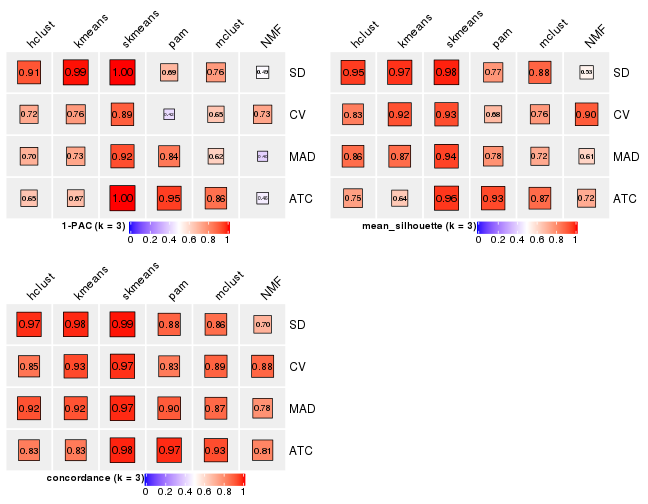 hclust kmeans skmeans pam mclust NMF
0.91 0.99 1.00 0.69 0.76 SD
0.72 0.76 0.89 0.65 0.73 CV
0.70 0.73 0.92 0.84 0.62 MAD
0.65 0.67 1.00 0.95 0.86 ATC
1-PAC (k = 3)
0 0.2 0.4 0.6 0.8 1
hclust kmeans skmeans pam mclust NMF
0.95 0.97 0.98 0.77 0.88 0.53 SD
0.83 0.92 0.93 0.68 0.76 0.90 CV
0.86 0.87 0.94 0.78 0.72 0.61 MAD
0.75 0.64 0.96 0.93 0.87 0.72 ATC
mean_silhouette (k = 3)
0 0.2 0.4 0.6 0.8 1
hclust kmeans skmeans pam mclust NMF
0.97 0.98 0.99 0.88 0.86 0.70 SD
0.85 0.93 0.97 0.83 0.89 0.88 CV
0.92 0.92 0.97 0.90 0.87 0.78 MAD
0.83 0.83 0.98 0.97 0.93 0.81 ATC
concordance (k = 3)
0 0.2 0.4 0.6 0.8 1